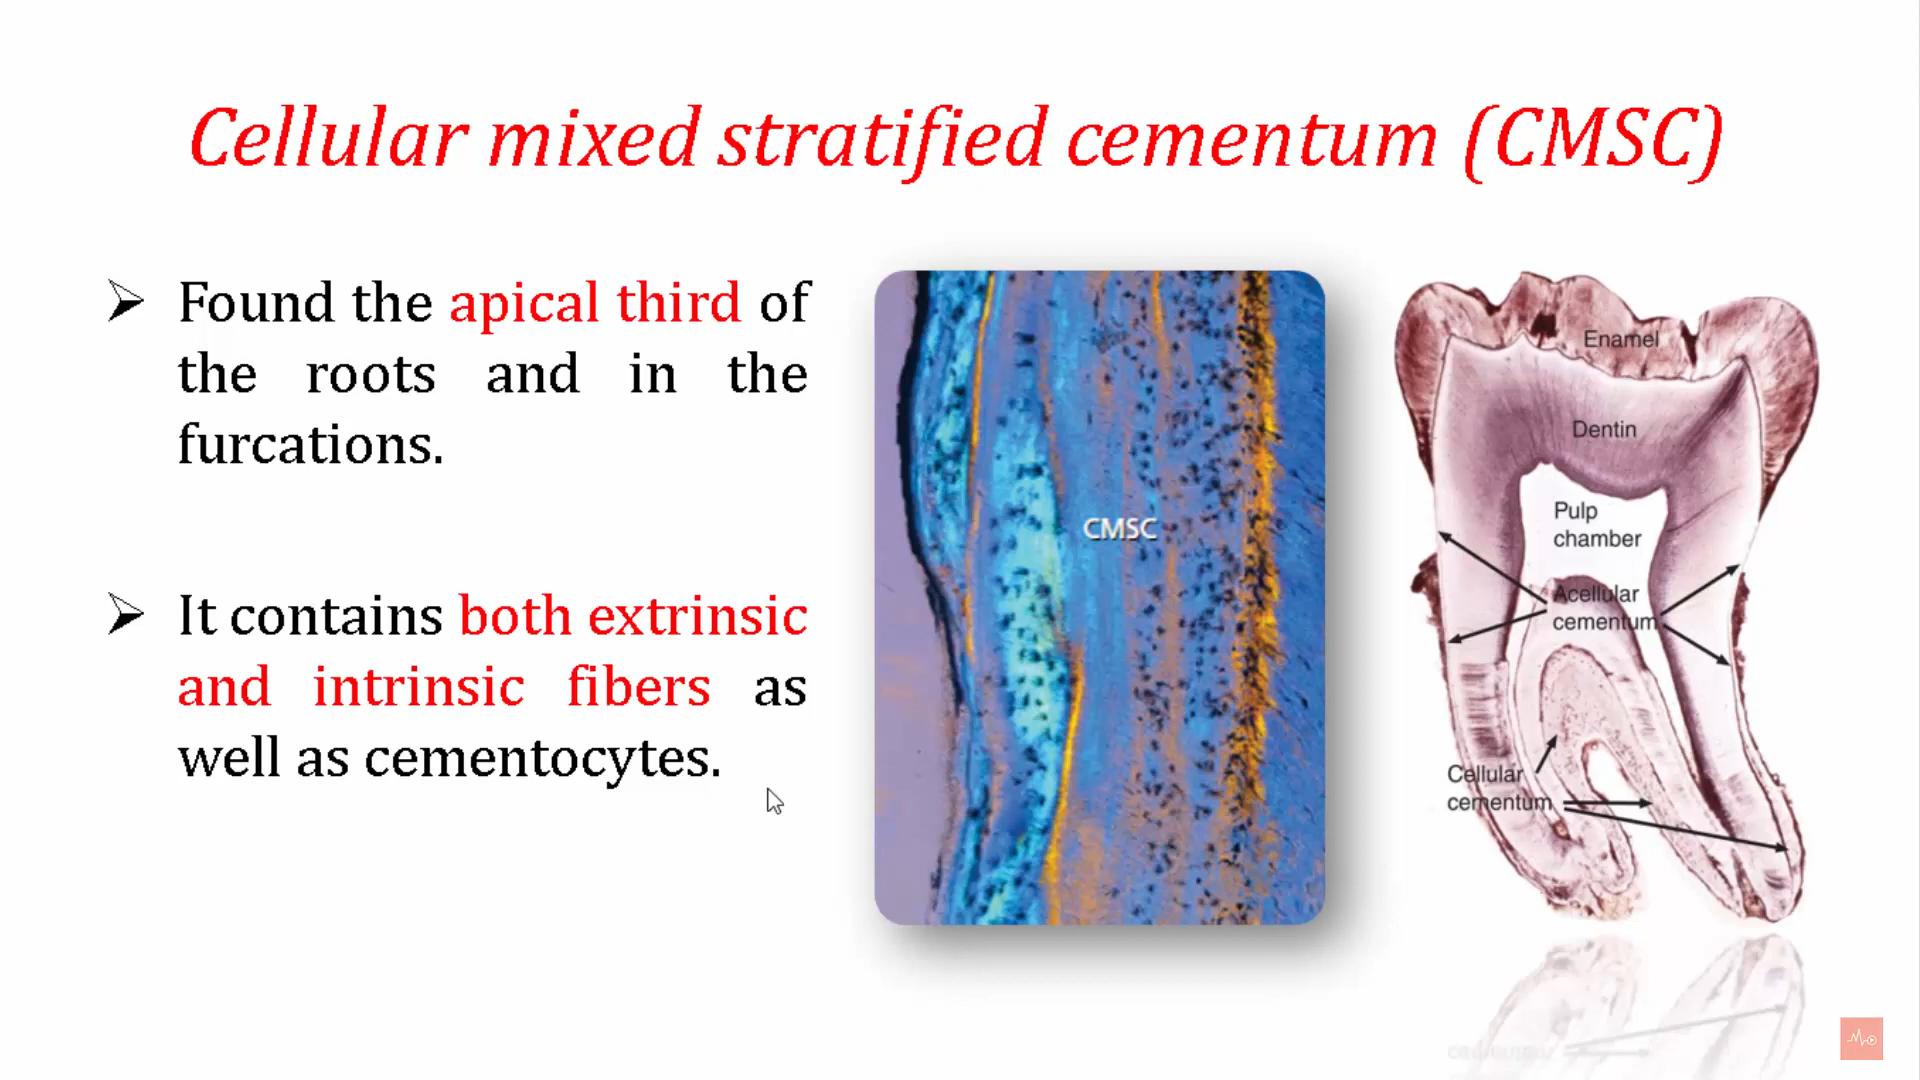 Cellular mixed stratified cementum (CMSC)
➢ Found the apical third of
the roots and in the
furcations.
➢ It contains both extrinsic
and intrinsic fibers as
well as cementocytes.
CMSC
Enamel
Dentin
Pulp
chamber
Acellular
cementum
Cellular
cementum